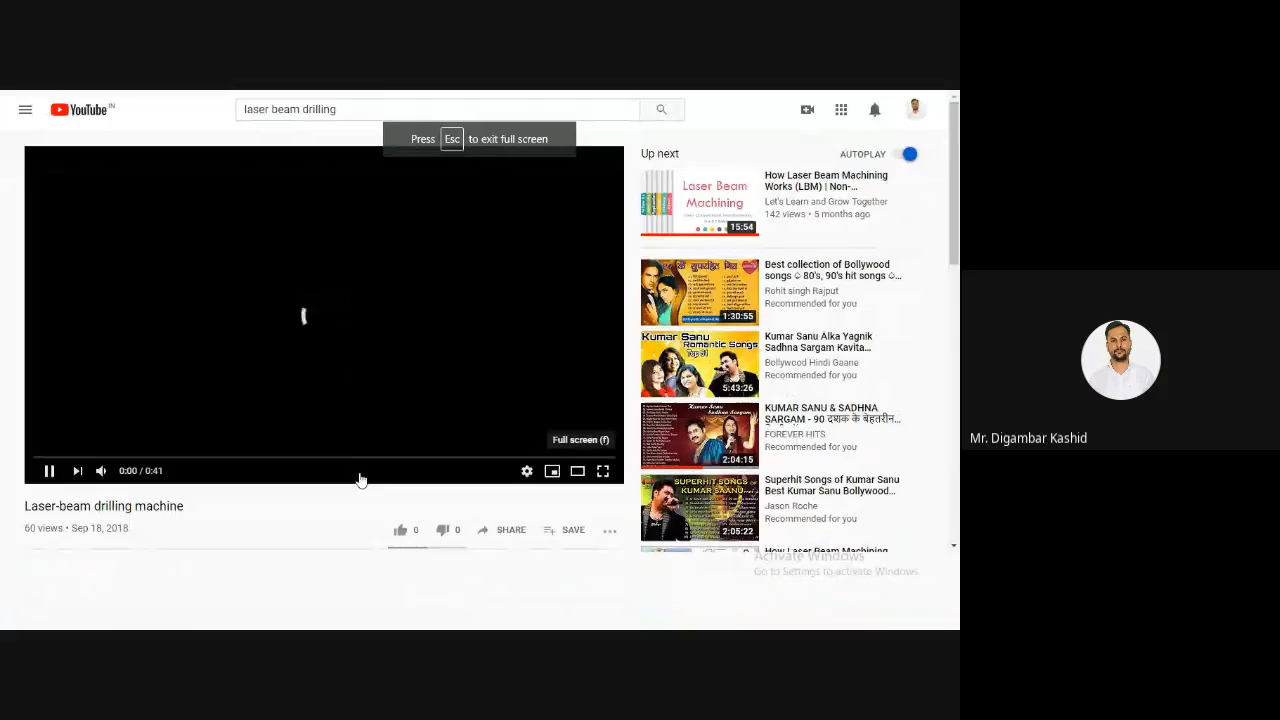 YouTube IN
laser beam drilling
Press Esc to exit full screen
Up next
AUTOPLAY
Laser Beam
Machining
15:54
How Laser Beam Machining
Works (LBM) | Non-...
Let's Learn and Grow Together
142 views • 5 months ago
1:30:55
Best collection of Bollywood
songs 80's, 90's hit songs
Rohit singh Rajput
Recommended for you
Kumar Sanu
Romantic Songs
5:43:26
Kumar Sanu Alka Yagnik
Sadhna Sargam Kavita...
Bollywood Hindi Gaane
Recommended for you
2:04:15
KUMAR SANU & SADHNA
SARGAM - 90 दशक के बेहतरीन...
FOREVER HITS
Recommended for you
SUPERHIT SONGS OF
KUMAR SAANU
2:05:22
Superhit Songs of Kumar Sanu
Best Kumar Sanu Bollywood...
Jason Roche
Recommended for you
How Laser Beam Machining
Full screen (f)
0:00 / 0:41
Laser-beam drilling machine
60 views • Sep 18, 2018
0
0
SHARE
SAVE
Activate Windows
Go to Settings to activate Windows.
Mr. Digambar Kashid